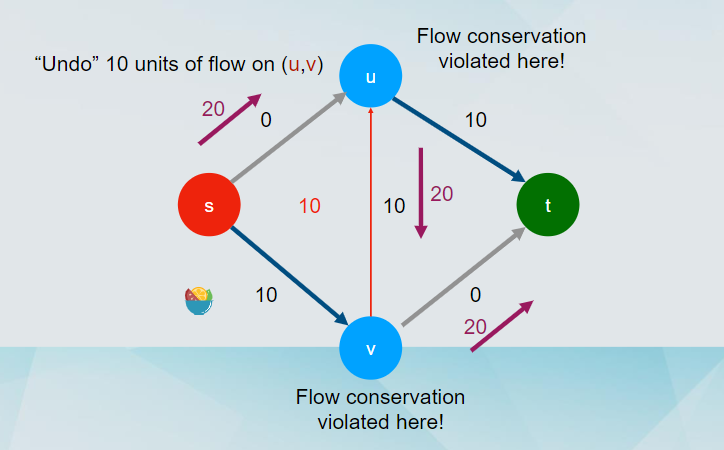 Flow conservation
violated here!
“Undo” 10 units of flow on (u,v)
u
20
0
10
s
10
10
20
t
10
0
20
v
Flow conservation
violated here!